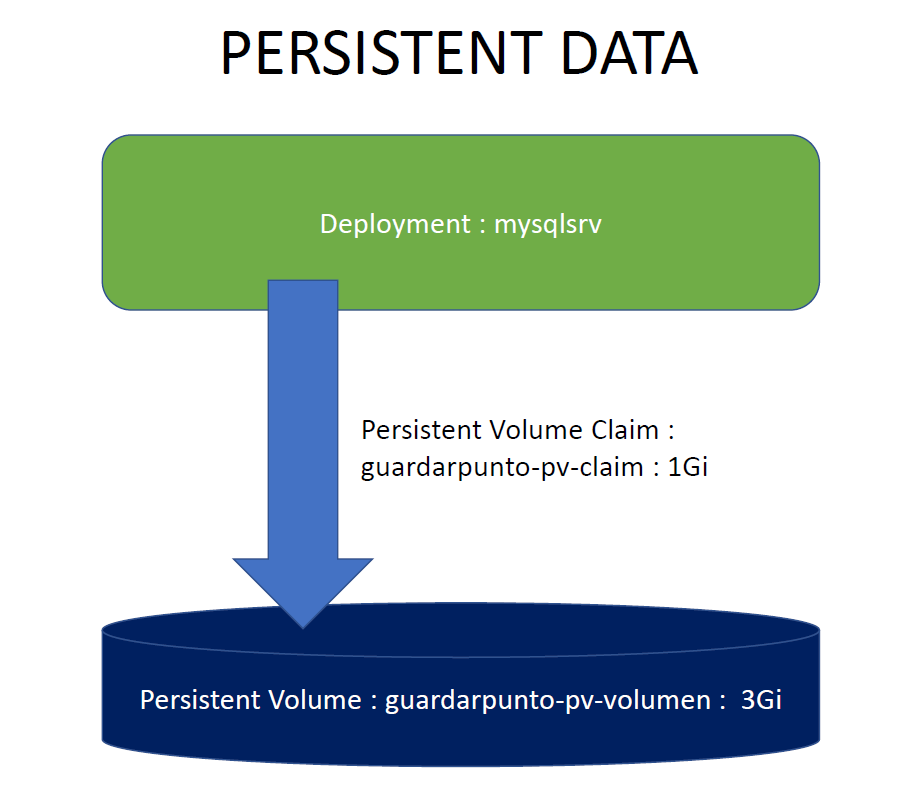 PERSISTENT DATA
Deployment : mysqlsrv
Persistent Volume Claim :
guardarpunto-pv-claim : 1Gi
Persistent Volume : guardarpunto-pv-volumen :  3Gi